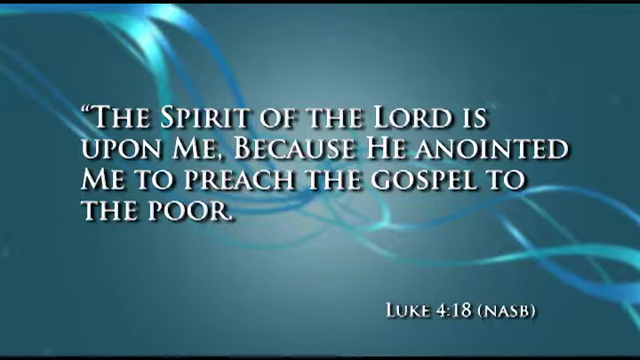 “The Spirit of the Lord is
upon Me, Because He anointed
Me to preach the gospel to
the poor.
Luke 4:18 (NASB)